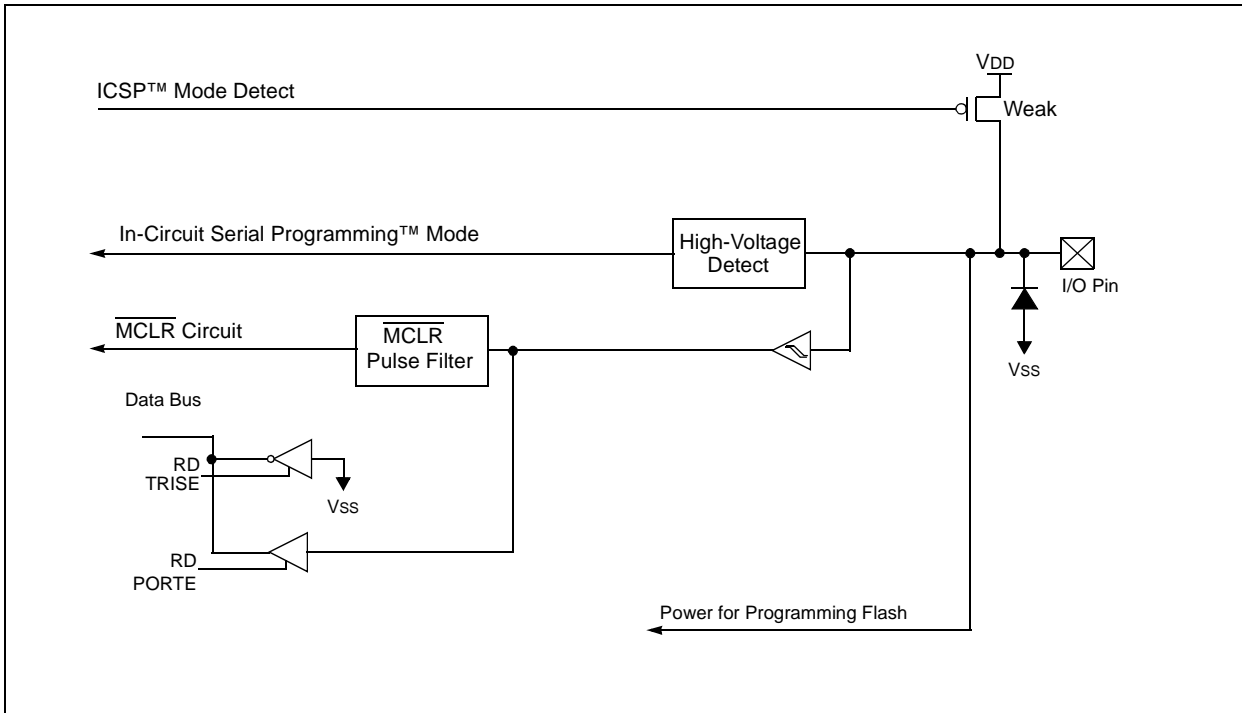 VDD
ICSP™ Mode Detect
Weak
In-Circuit Serial Programming™ Mode
High-Voltage
Detect
I/O Pin
MCLR Circuit
MCLR
Pulse Filter
VSS
Data Bus
RD
TRISE
VSS
RD
PORTE
Power for Programming Flash